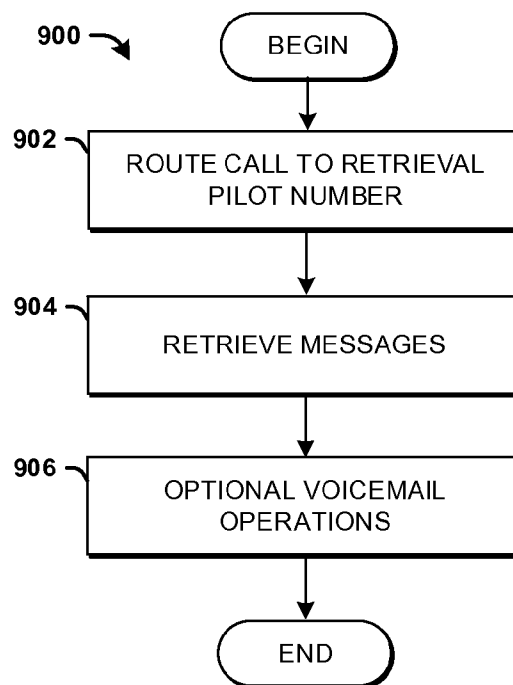 900
BEGIN
902
ROUTE CALL TO RETRIEVAL
PILOT NUMBER
904
RETRIEVE MESSAGES
906
OPTIONAL VOICEMAIL
OPERATIONS
END